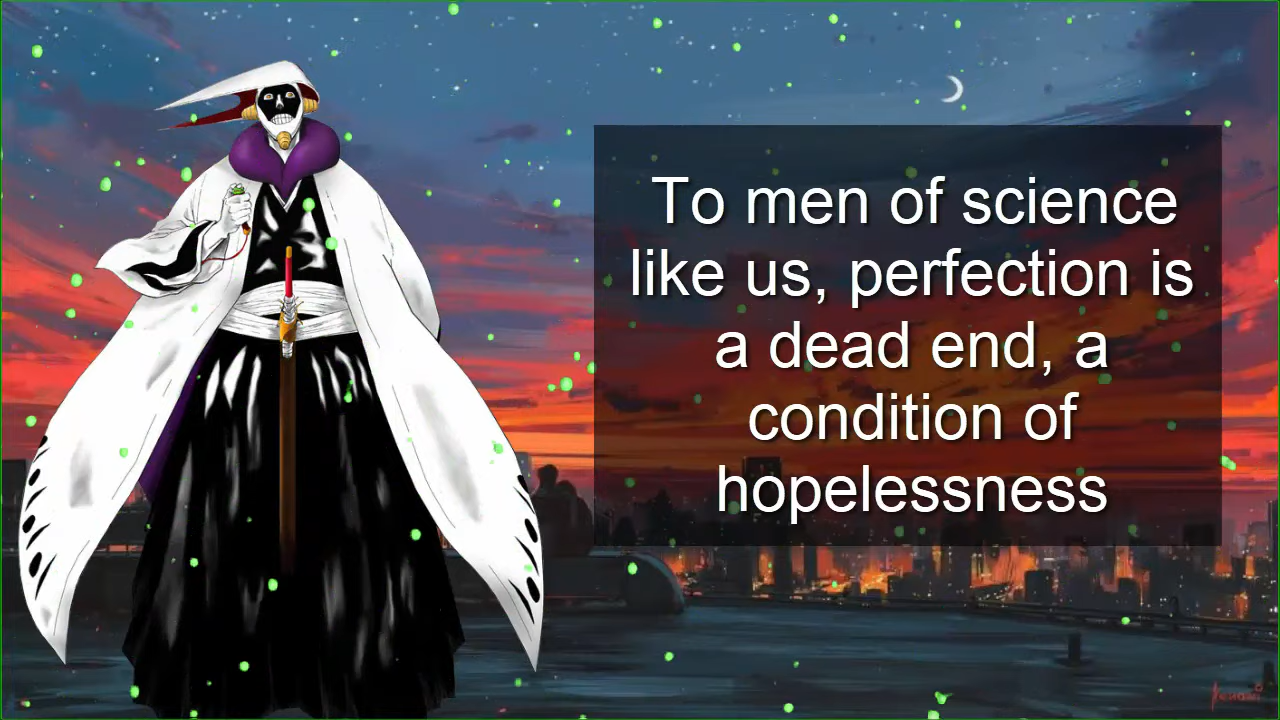 To men of science
like us, perfection is
a dead end, a
condition of
hopelessness